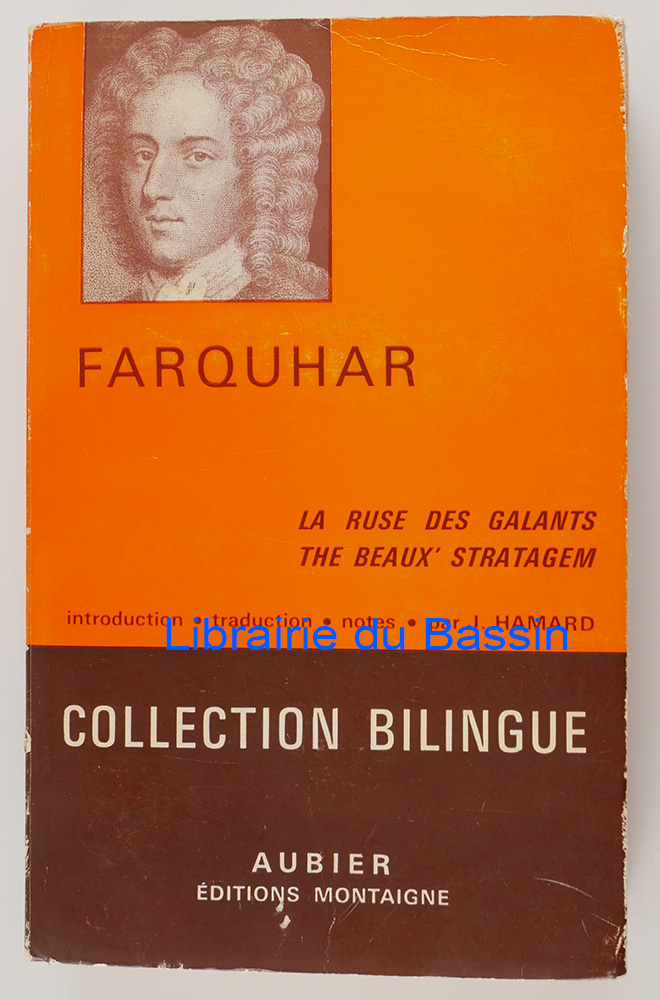 FARQUHAR
LA RUSE DES GALANTS
THE BEAUX' STRATAGEM
introduction • traduction • notes • par J. HAMARD
Librairie du Bassin
COLLECTION BILINGUE
AUBIER
ÉDITIONS MONTAIGNE